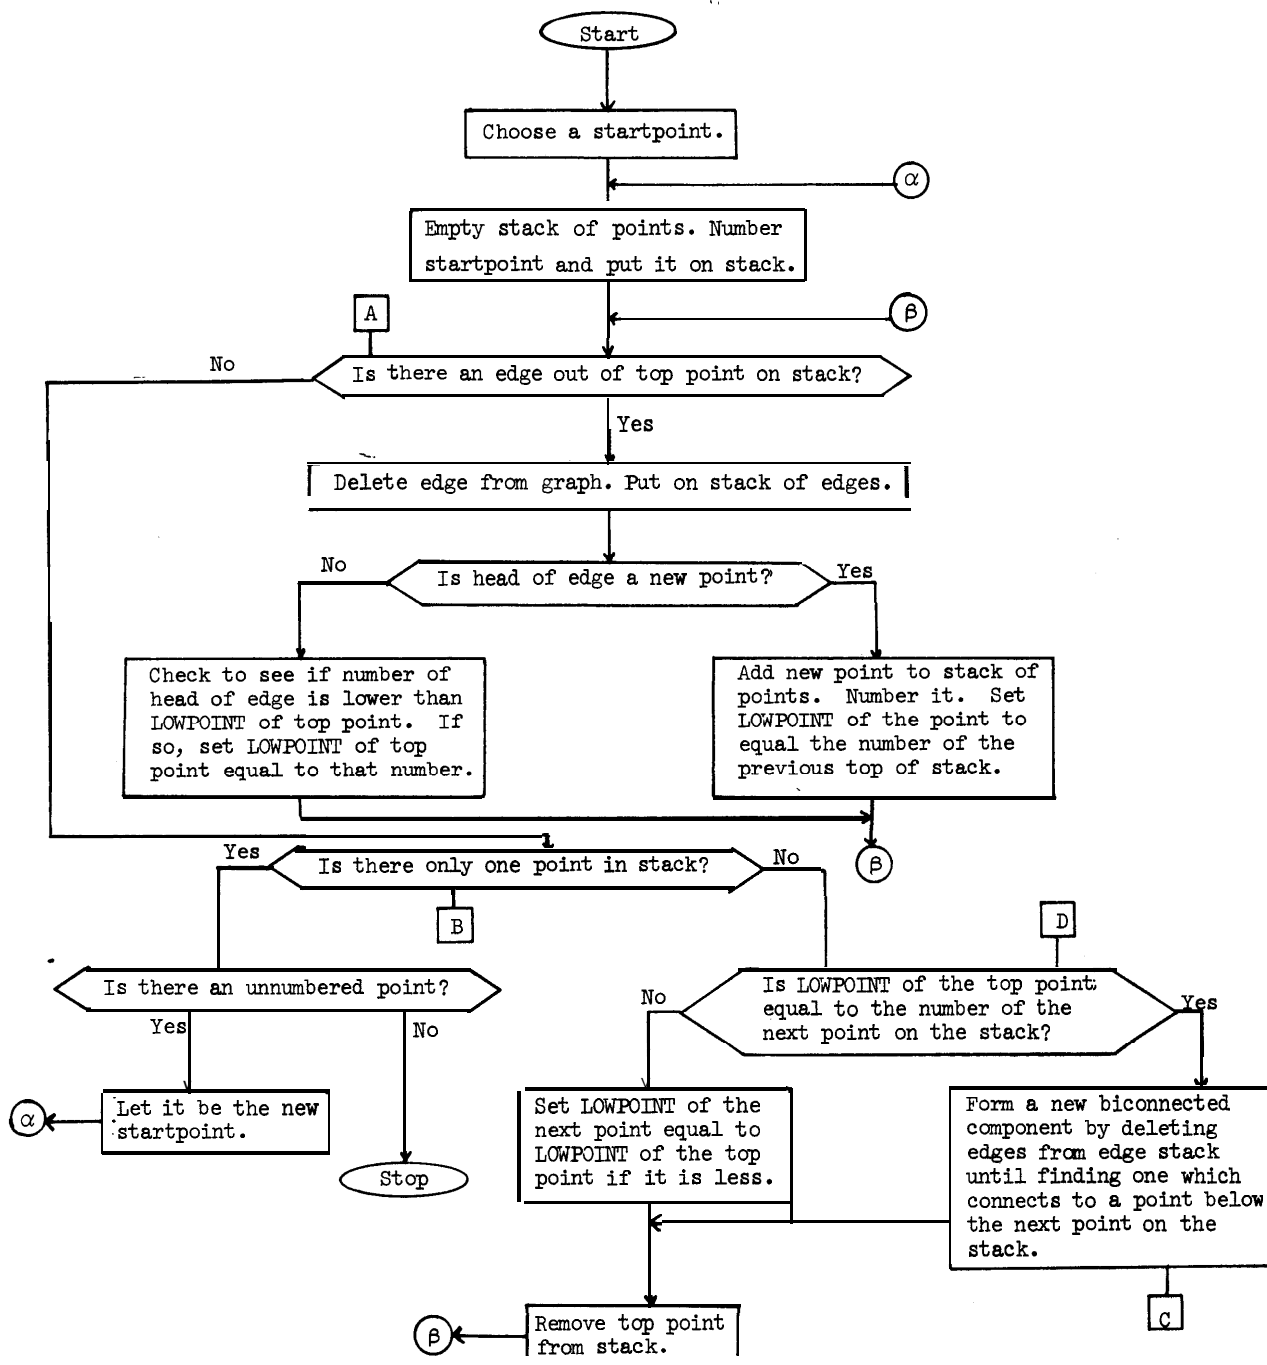 Start
Choose a startpoint.
α
Empty stack of points. Number
startpoint and put it on stack.
A
β
No
Is there an edge out of top point on stack?
Yes
Delete edge from graph. Put on stack of edges.
No
Is head of edge a new point?
Yes
Check to see if number of
head of edge is lower than
LOWPOINT of top point. If
so, set LOWPOINT of top
point equal to that number.
Add new point to stack of
points. Number it. Set
LOWPOINT of the point to
equal the number of the
previous top of stack.
Yes
Is there only one point in stack?
No
β
B
D
Is there an unnumbered point?
Is LOWPOINT of the top point
equal to the number of the
next point on the stack?
No
Yes
Yes
No
α
Let it be the new
startpoint.
Stop
Set LOWPOINT of the
next point equal to
LOWPOINT of the top
point if it is less.
Form a new biconnected
component by deleting
edges from edge stack
until finding one which
connects to a point below
the next point on the
stack.
C
β
Remove top point
from stack.